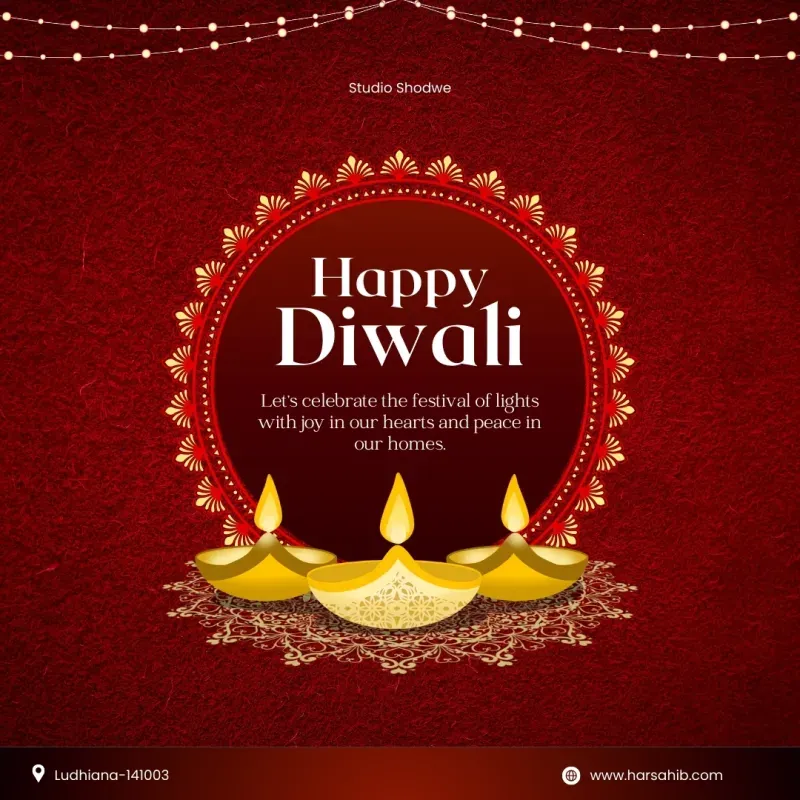 Studio Shodwe
Happy
Diwali
Let's celebrate the festival of lights
with joy in our hearts and peace in
our homes.
Ludhiana-141003
www.harsahib.com